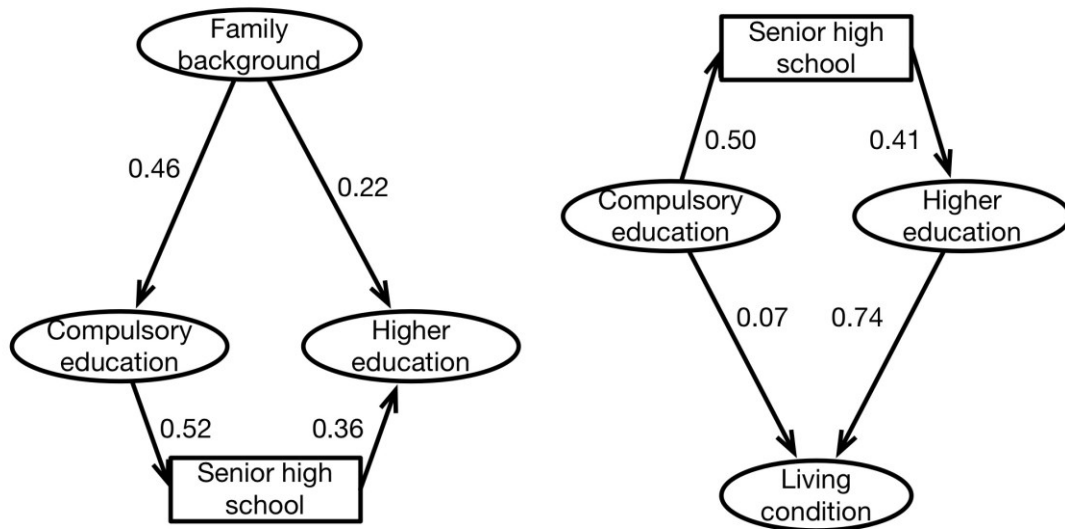 Family
background
0.46
0.22
Compulsory
education
Higher
education
0.52
0.36
Senior high
school
Senior high
school
0.50
0.41
Compulsory
education
Higher
education
0.07
0.74
Living
condition